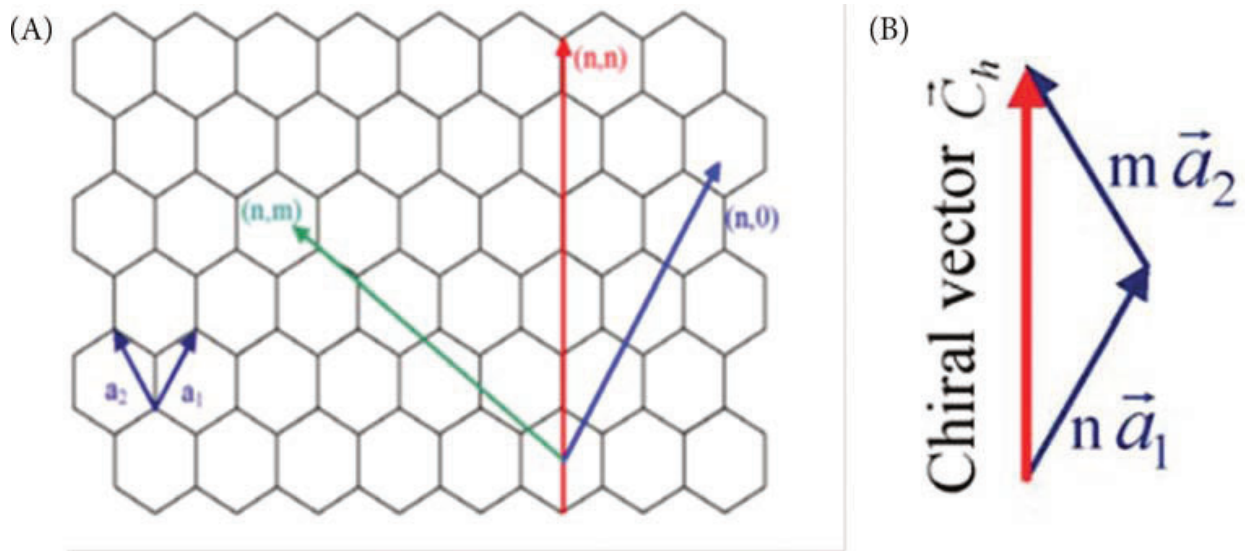 (A)
(n,n)
(n,m)
(n,0)
a₂
a₁
(B)
Chiral vector C⃗ₕ
m a⃗₂
n a⃗₁